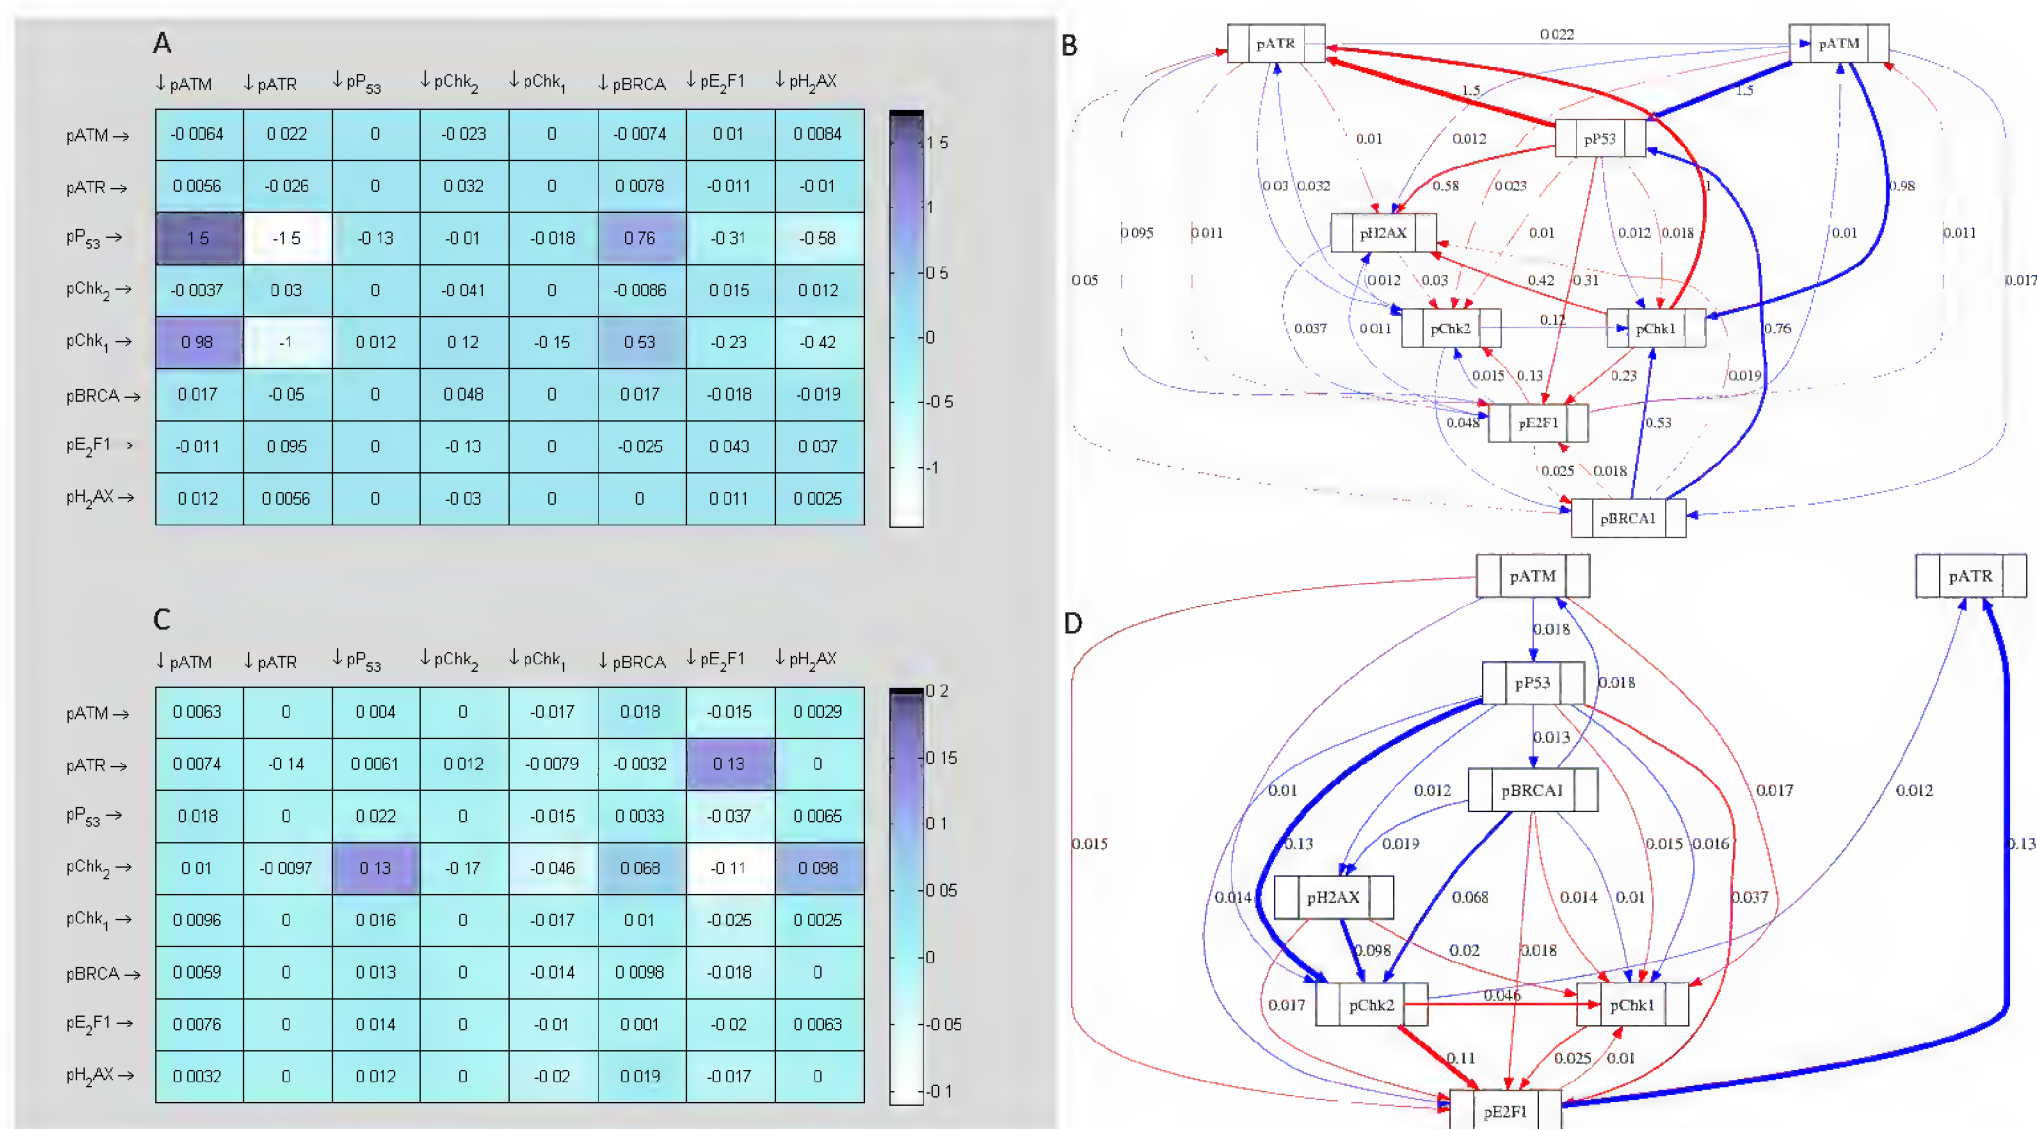 A
↓ pATM ↓ pATR ↓ pP53 ↓ pChk2 ↓ pChk1 ↓ pBRCA ↓ pE2F1 ↓ pH2AX
pATM → -0 0064 0 022 0 -0 023 0 -0 0074 0 01 0 0084
pATR → 0 0056 -0 026 0 0 032 0 0 0078 -0 011 -0 01
pP53 → 1 5 -1 5 -0 13 -0 01 -0 018 0 76 -0 31 -0 58
pChk2 → -0 0037 0 03 0 -0 041 0 -0 0086 0 015 0 012
pChk1 → 0 98 -1 0 012 0 12 -0 15 0 53 -0 23 -0 42
pBRCA → 0 017 -0 05 0 0 048 0 0 017 -0 018 -0 019
pE2F1 → -0 011 0 095 0 -0 13 0 -0 025 0 043 0 037
pH2AX → 0 012 0 0056 0 -0 03 0 0 0 011 0 0025
1 5
1
0 5
0
-0 5
-1
B
pATR 0.022 pATM
1.5 1.5
pP53
0.01 0.012
0.03 0.032 0.58 0.023 1 0.98
pH2AX
0.095 0.011 0.01 0.012 0.018 0.01 0.011
0.05 0.012 0.03 0.42 0.31 0.017
pChk2 0.12 pChk1
0.037 0.011 0.76
0.015 0.13 0.23 0.019
0.048 pE2F1 0.53
0.025 0.018
pBRCA1
C
↓ pATM ↓ pATR ↓ pP53 ↓ pChk2 ↓ pChk1 ↓ pBRCA ↓ pE2F1 ↓ pH2AX
pATM → 0 0063 0 0 004 0 -0 017 0 018 -0 015 0 0029
pATR → 0 0074 -0 14 0 0061 0 012 -0 0079 -0 0032 0 13 0
pP53 → 0 018 0 0 022 0 -0 015 0 0033 -0 037 0 0065
pChk2 → 0 01 -0 0097 0 13 -0 17 -0 046 0 068 -0 11 0 098
pChk1 → 0 0096 0 0 016 0 -0 017 0 01 -0 025 0 0025
pBRCA → 0 0059 0 0 013 0 -0 014 0 0098 -0 018 0
pE2F1 → 0 0076 0 0 014 0 -0 01 0 001 -0 02 0 0063
pH2AX → 0 0032 0 0 012 0 -0 02 0 019 -0 017 0
0 2
0 15
0 1
0 05
0
-0 05
-0 1
D
pATM pATR
0.018
pP53 0.018
0.013
0.01 0.012 pBRCA1 0.017 0.012
0.015 0.13 0.019 0.015 0.016 0.13
0.014 pH2AX 0.068 0.014 0.01 0.037
0.098 0.02 0.018
0.017 pChk2 0.046 pChk1
0.11 0.025 0.01
pE2F1